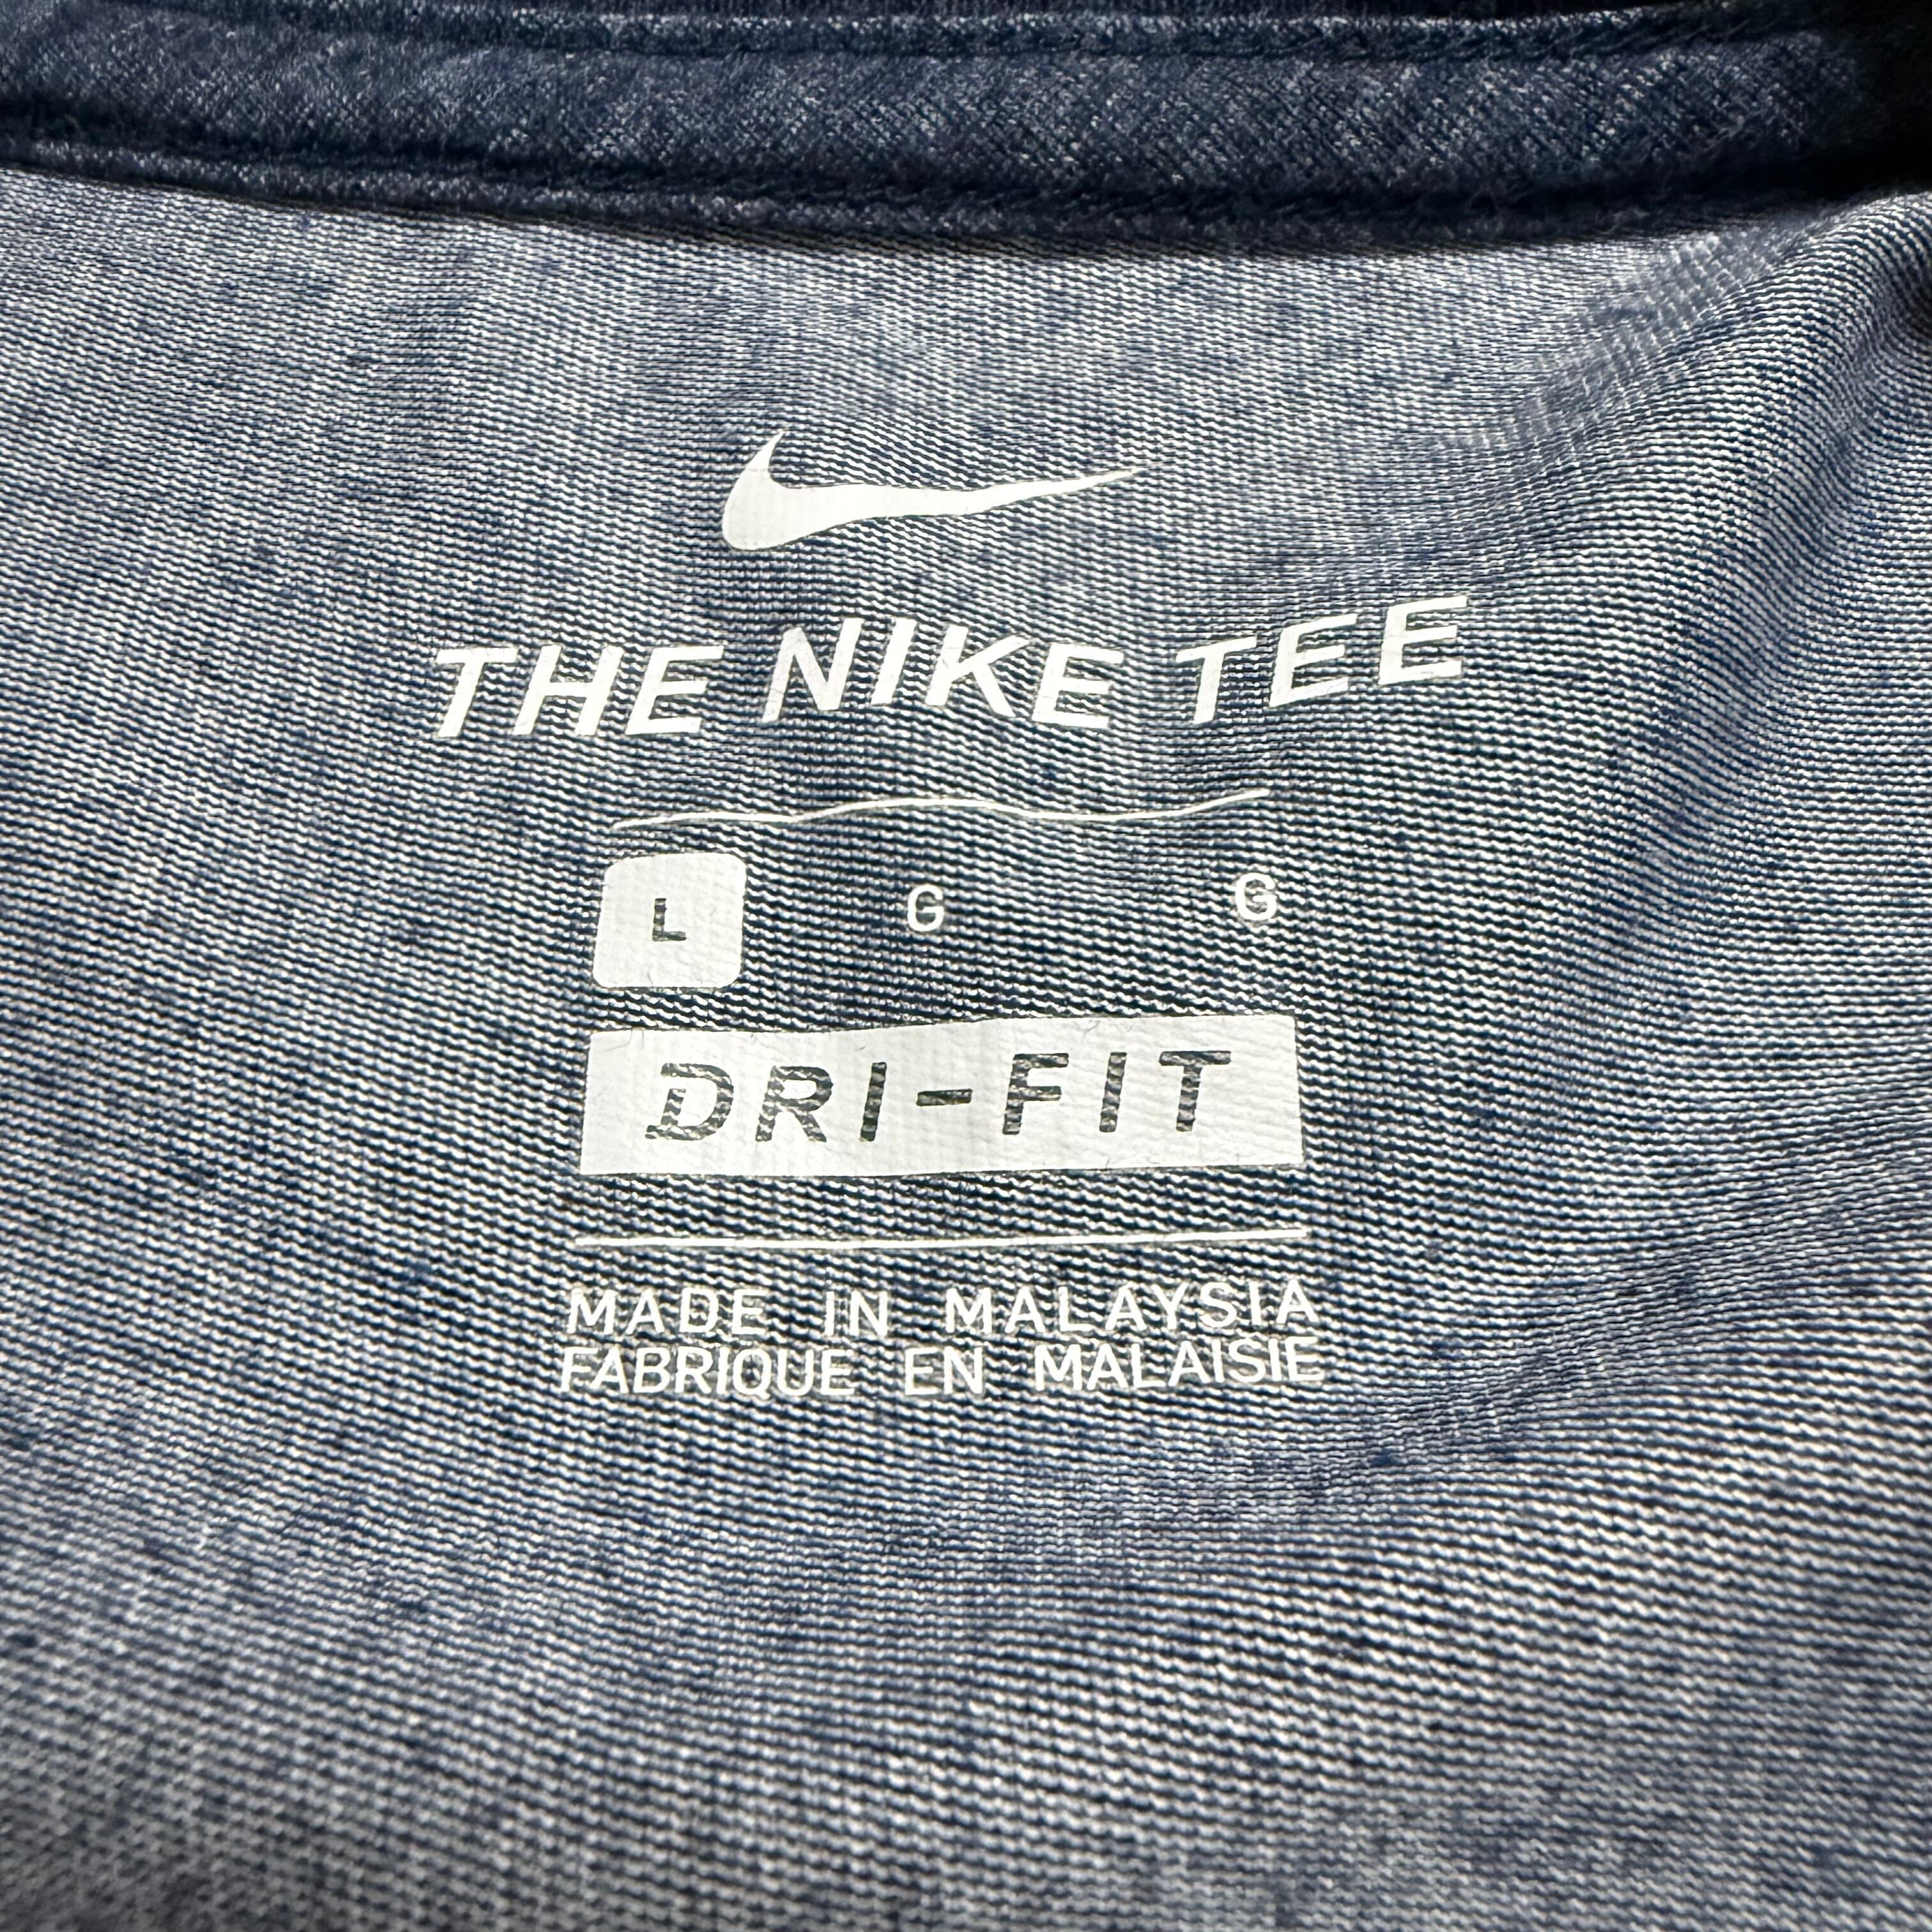 THE NIKE TEE
L G G
DRI-FIT
MADE IN MALAYSIA
FABRIQUE EN MALAISIE